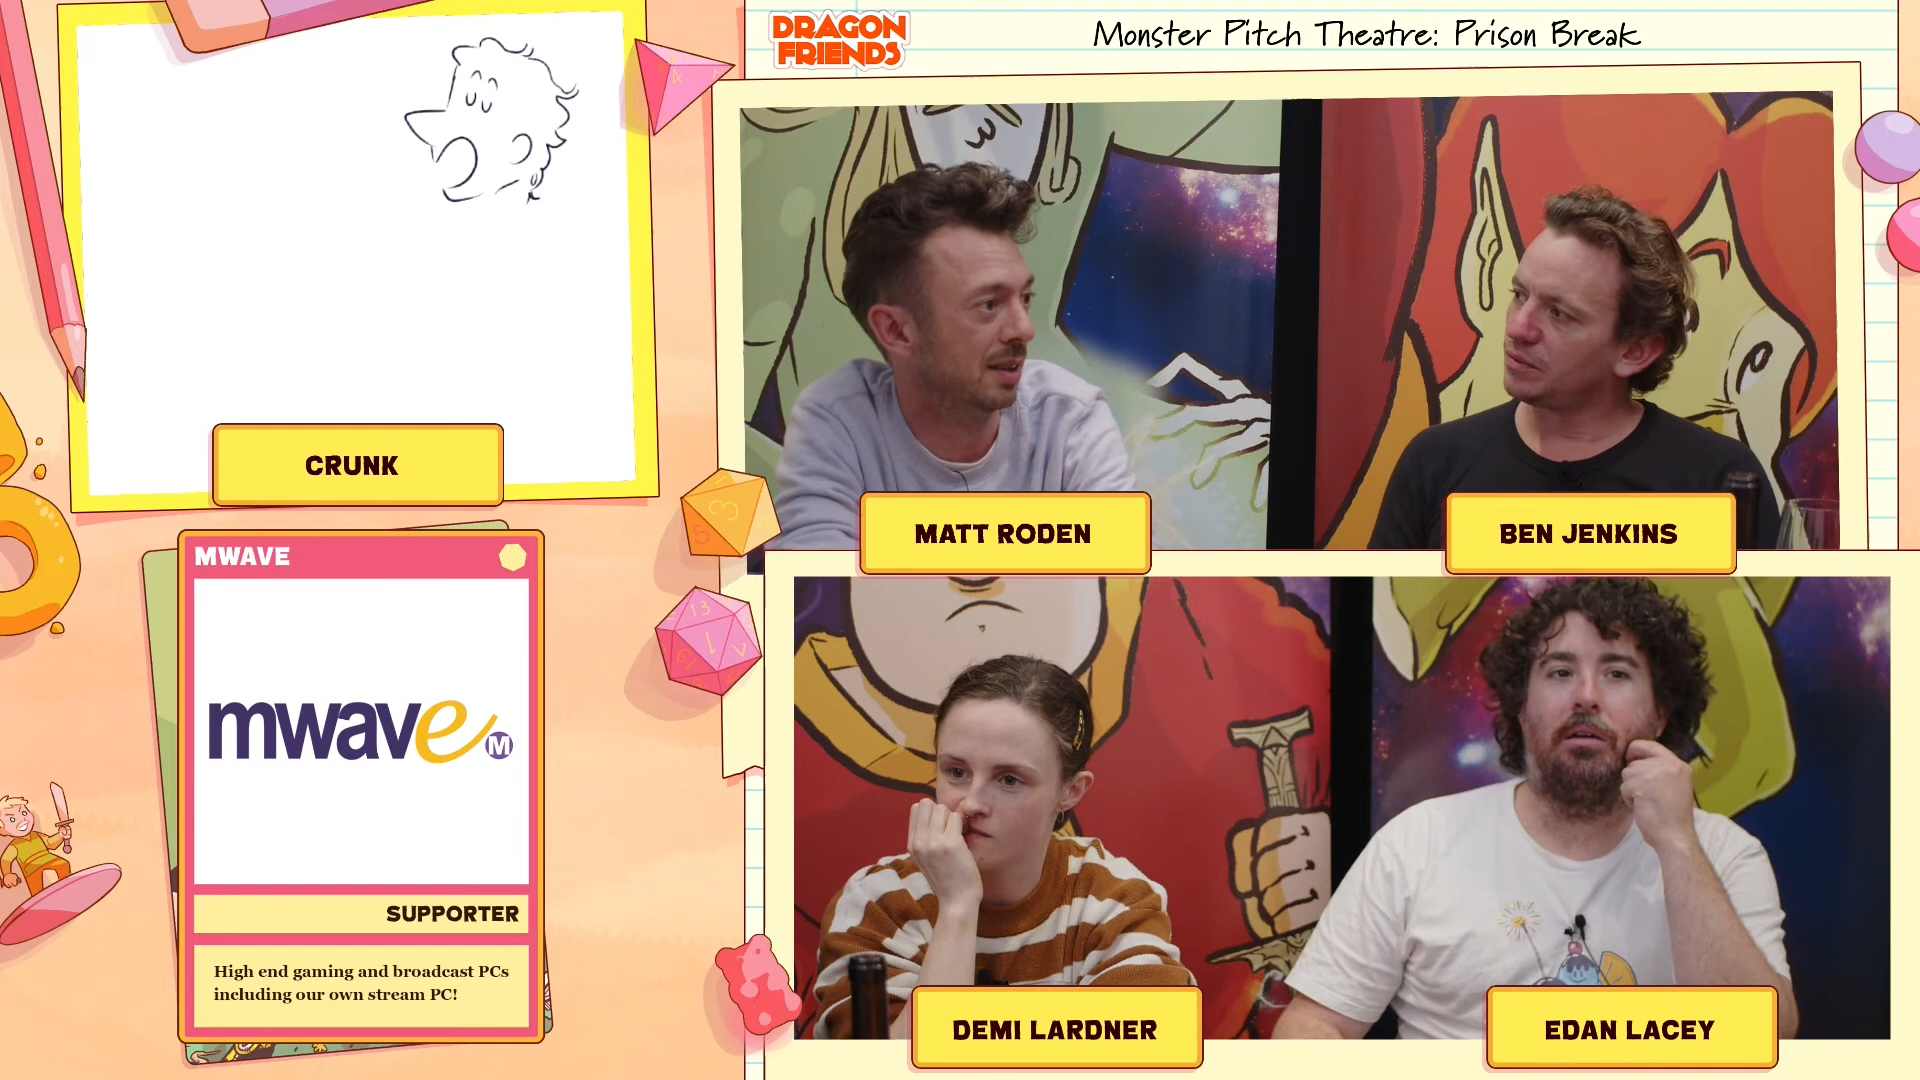 DRAGON
FRIENDS
Monster Pitch Theatre: Prison Break
CRUNK
MATT RODEN
BEN JENKINS
MWAVE
mwave M
SUPPORTER
High end gaming and broadcast PCs
including our own stream PC!
DEMI LARDNER
EDAN LACEY